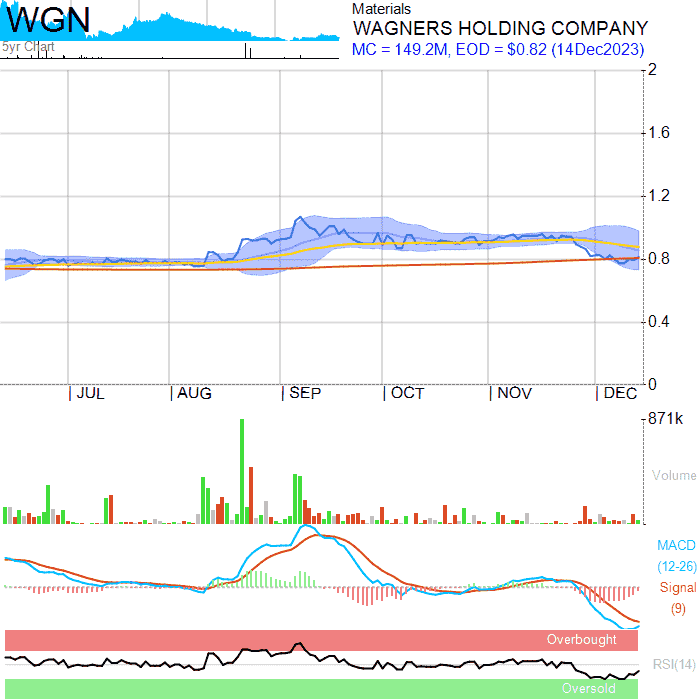 WGN
5yr Chart
Materials
WAGNERS HOLDING COMPANY
MC = 149.2M, EOD = $0.82 (14Dec2023)
2
1.6
1.2
0.8
0.4
0
JUL AUG SEP OCT NOV DEC
871k
Volume
MACD
(12-26)
Signal
(9)
Overbought
RSI(14)
Oversold